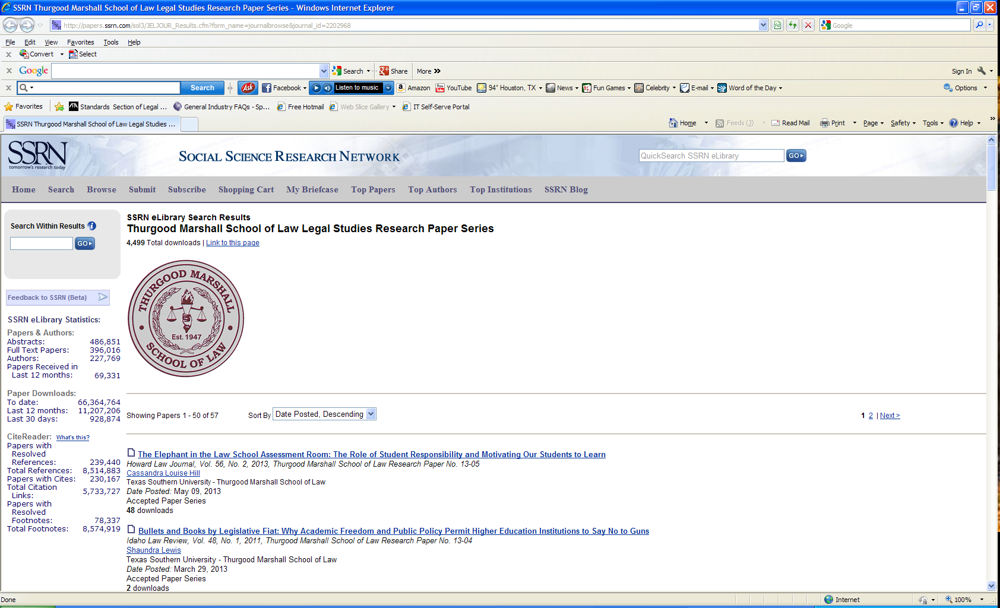 SSRN Thurgood Marshall School of Law Legal Studies Research Paper Series - Windows Internet Explorer
http://papers.ssrn.com/sol3/JELJOUR_Results.cfm?form_name=journalbrowse&journal_id=2202968
Google
File Edit View Favorites Tools Help
x Convert Select
x Google Search Share More » Sign In
x Search Ask Facebook Listen to music Amazon YouTube 94° Houston, TX News Fun Games Celebrity E-mail Word of the Day Options
Favorites Standards Section of Legal ... General Industry FAQs - Sp... Free Hotmail Web Slice Gallery IT Self-Serve Portal
SSRN Thurgood Marshall School of Law Legal Studies ... Home Feeds (J) Read Mail Print Page Safety Tools Help »
SSRN
tomorrow's research today
SOCIAL SCIENCE RESEARCH NETWORK
QuickSearch SSRN eLibrary GO
Home Search Browse Submit Subscribe Shopping Cart My Briefcase Top Papers Top Authors Top Institutions SSRN Blog
Search Within Results
GO
Feedback to SSRN (Beta)
SSRN eLibrary Statistics:
Papers & Authors:
Abstracts: 486,851
Full Text Papers: 396,016
Authors: 227,769
Papers Received in
Last 12 months: 69,331
Paper Downloads:
To date: 66,364,764
Last 12 months: 11,207,206
Last 30 days: 928,874
CiteReader: What's this?
Papers with
Resolved
References: 239,440
Total References: 8,514,883
Papers with Cites: 230,167
Total Citation
Links: 5,733,727
Papers with
Resolved
Footnotes: 78,337
Total Footnotes: 8,574,919
SSRN eLibrary Search Results
Thurgood Marshall School of Law Legal Studies Research Paper Series
4,499 Total downloads | Link to this page
THURGOOD MARSHALL
Est. 1947
SCHOOL OF LAW
Showing Papers 1 - 50 of 57 Sort By Date Posted, Descending 1 2 | Next >
The Elephant in the Law School Assessment Room: The Role of Student Responsibility and Motivating Our Students to Learn
Howard Law Journal, Vol. 56, No. 2, 2013, Thurgood Marshall School of Law Research Paper No. 13-05
Cassandra Louise Hill
Texas Southern University - Thurgood Marshall School of Law
Date Posted: May 09, 2013
Accepted Paper Series
48 downloads
Bullets and Books by Legislative Fiat: Why Academic Freedom and Public Policy Permit Higher Education Institutions to Say No to Guns
Idaho Law Review, Vol. 48, No. 1, 2011, Thurgood Marshall School of Law Research Paper No. 13-04
Shaundra Lewis
Texas Southern University - Thurgood Marshall School of Law
Date Posted: March 29, 2013
Accepted Paper Series
2 downloads
Done Internet 100%